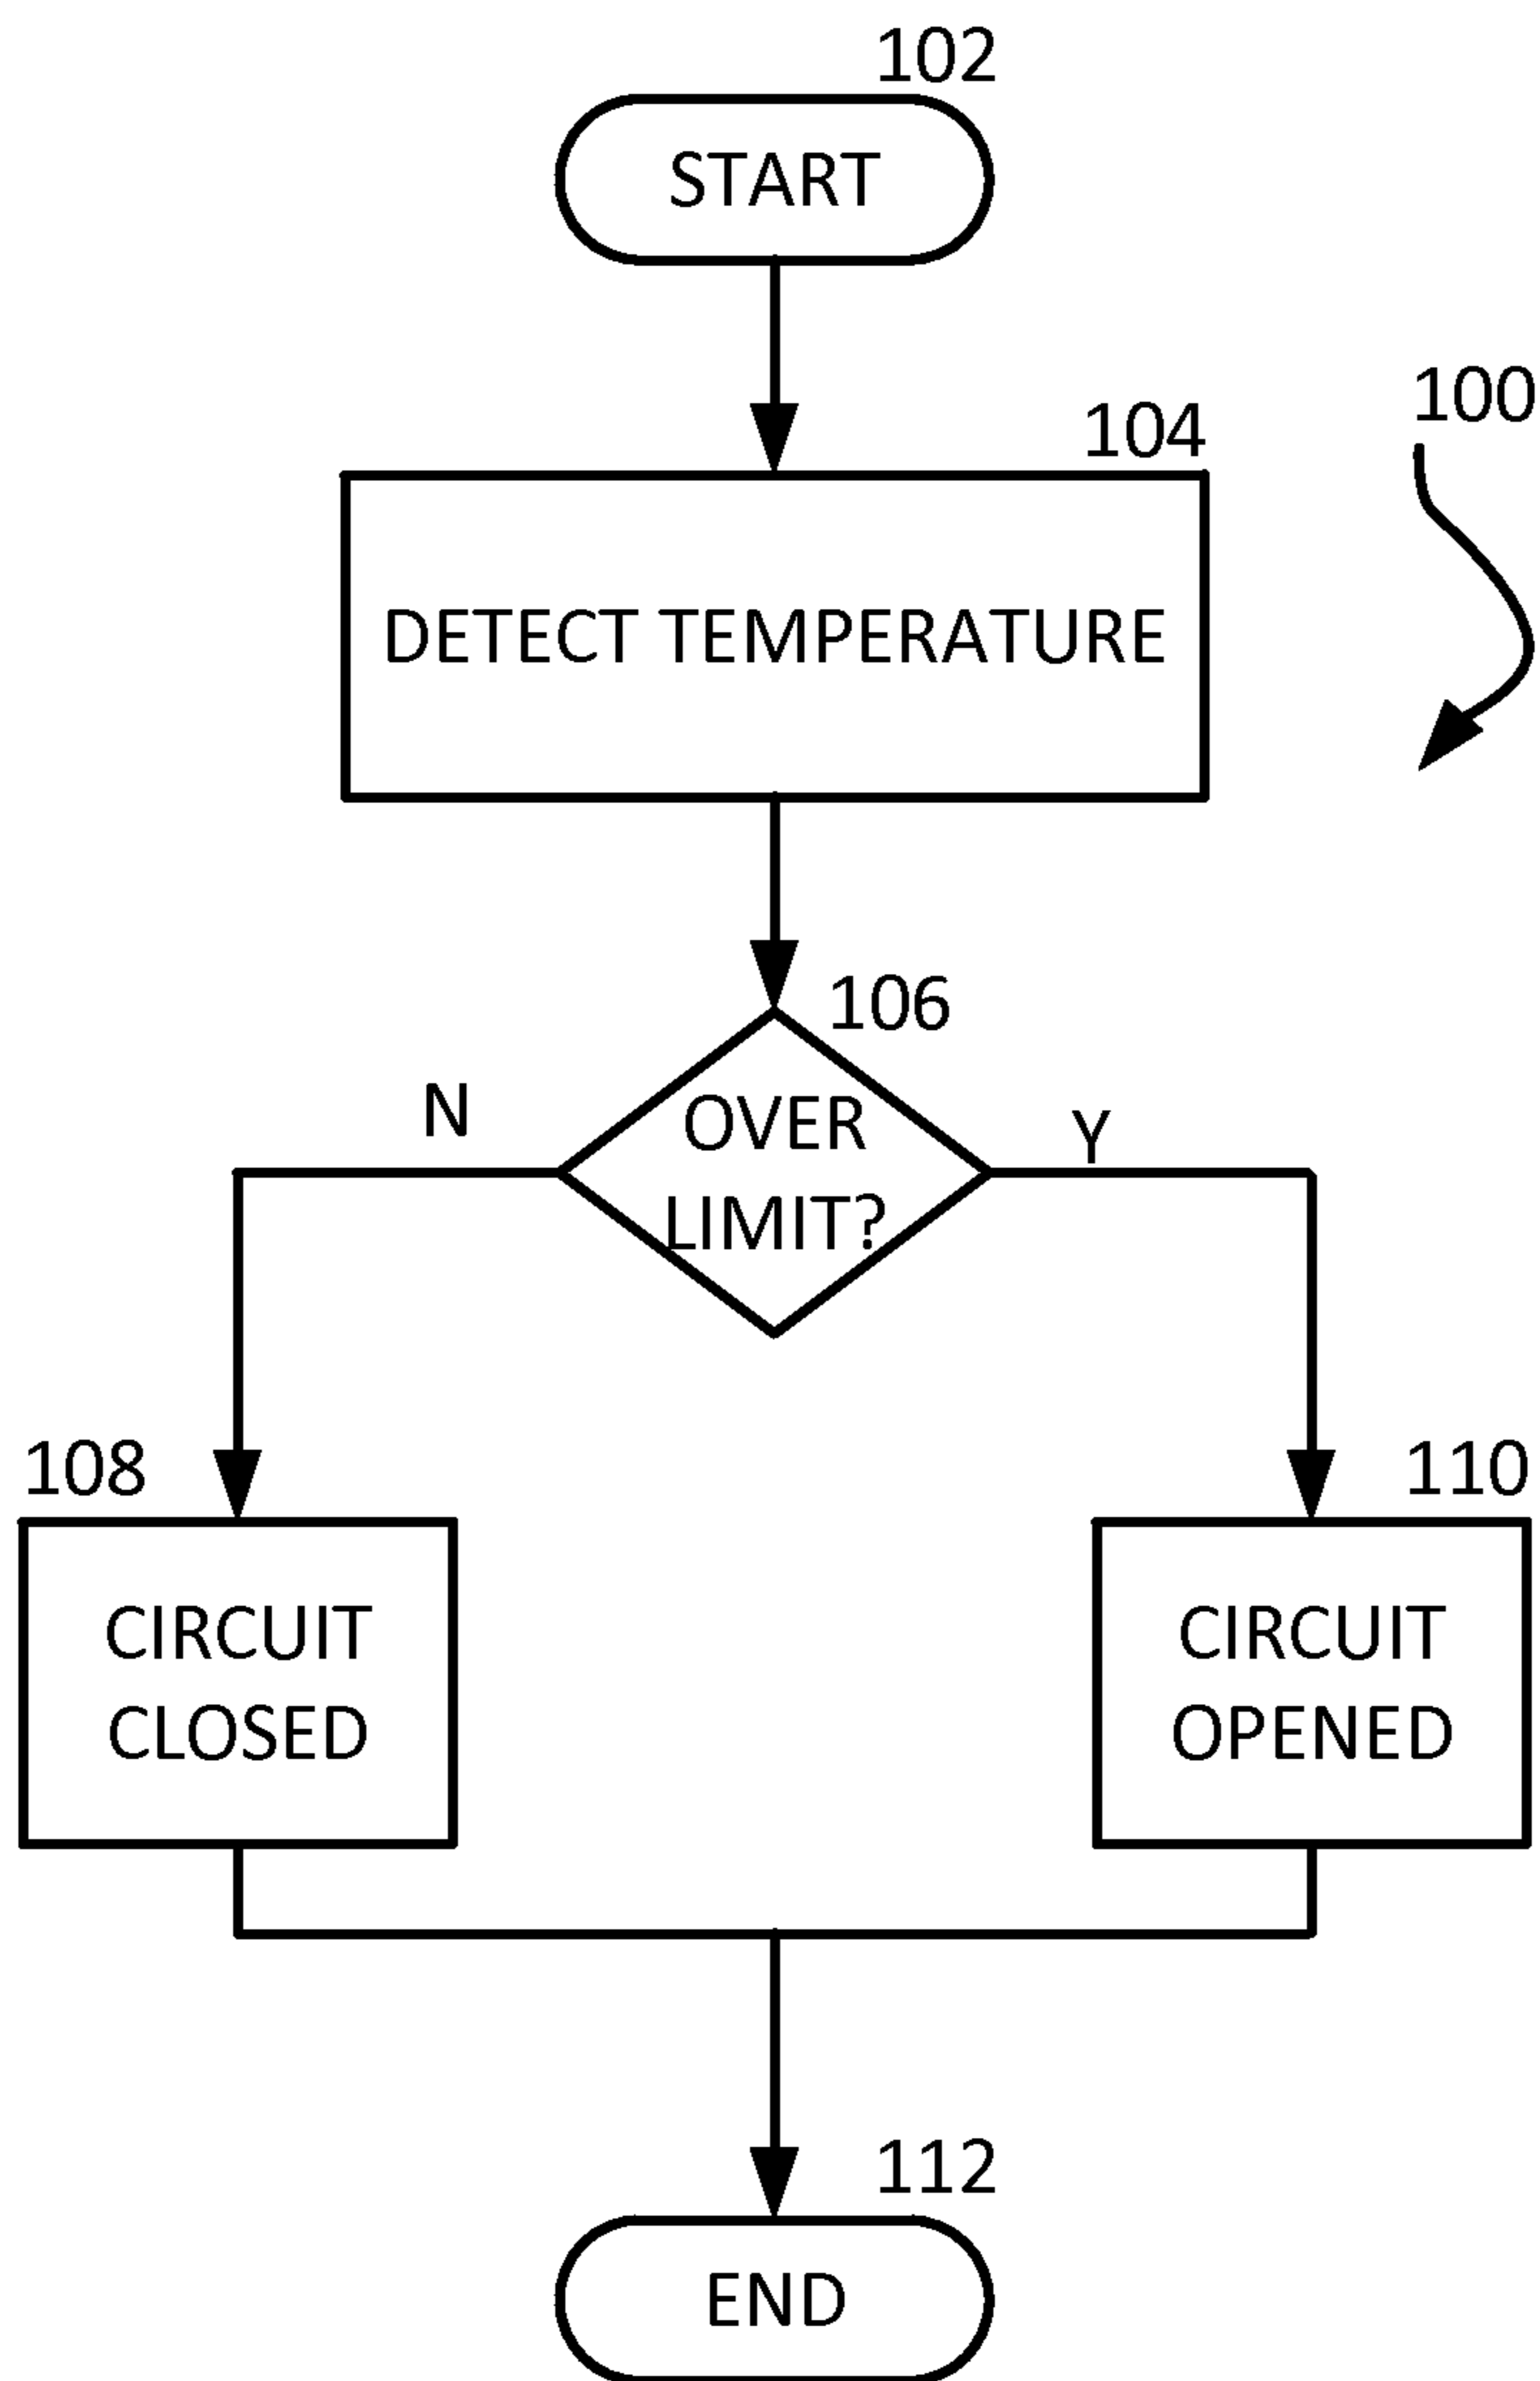 102
START
100
104
DETECT TEMPERATURE
106
N
OVER
Y
LIMIT?
108
110
CIRCUIT
CLOSED
CIRCUIT
OPENED
112
END